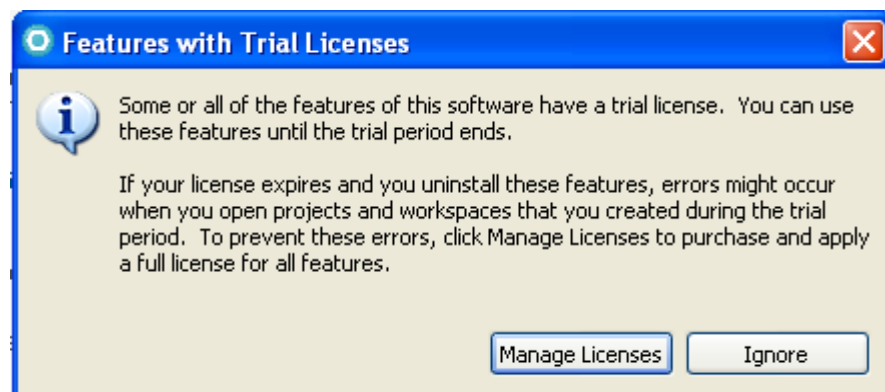 Features with Trial Licenses
Some or all of the features of this software have a trial license.  You can use
these features until the trial period ends.
If your license expires and you uninstall these features, errors might occur
when you open projects and workspaces that you created during the trial
period.  To prevent these errors, click Manage Licenses to purchase and apply
a full license for all features.
Manage Licenses
Ignore